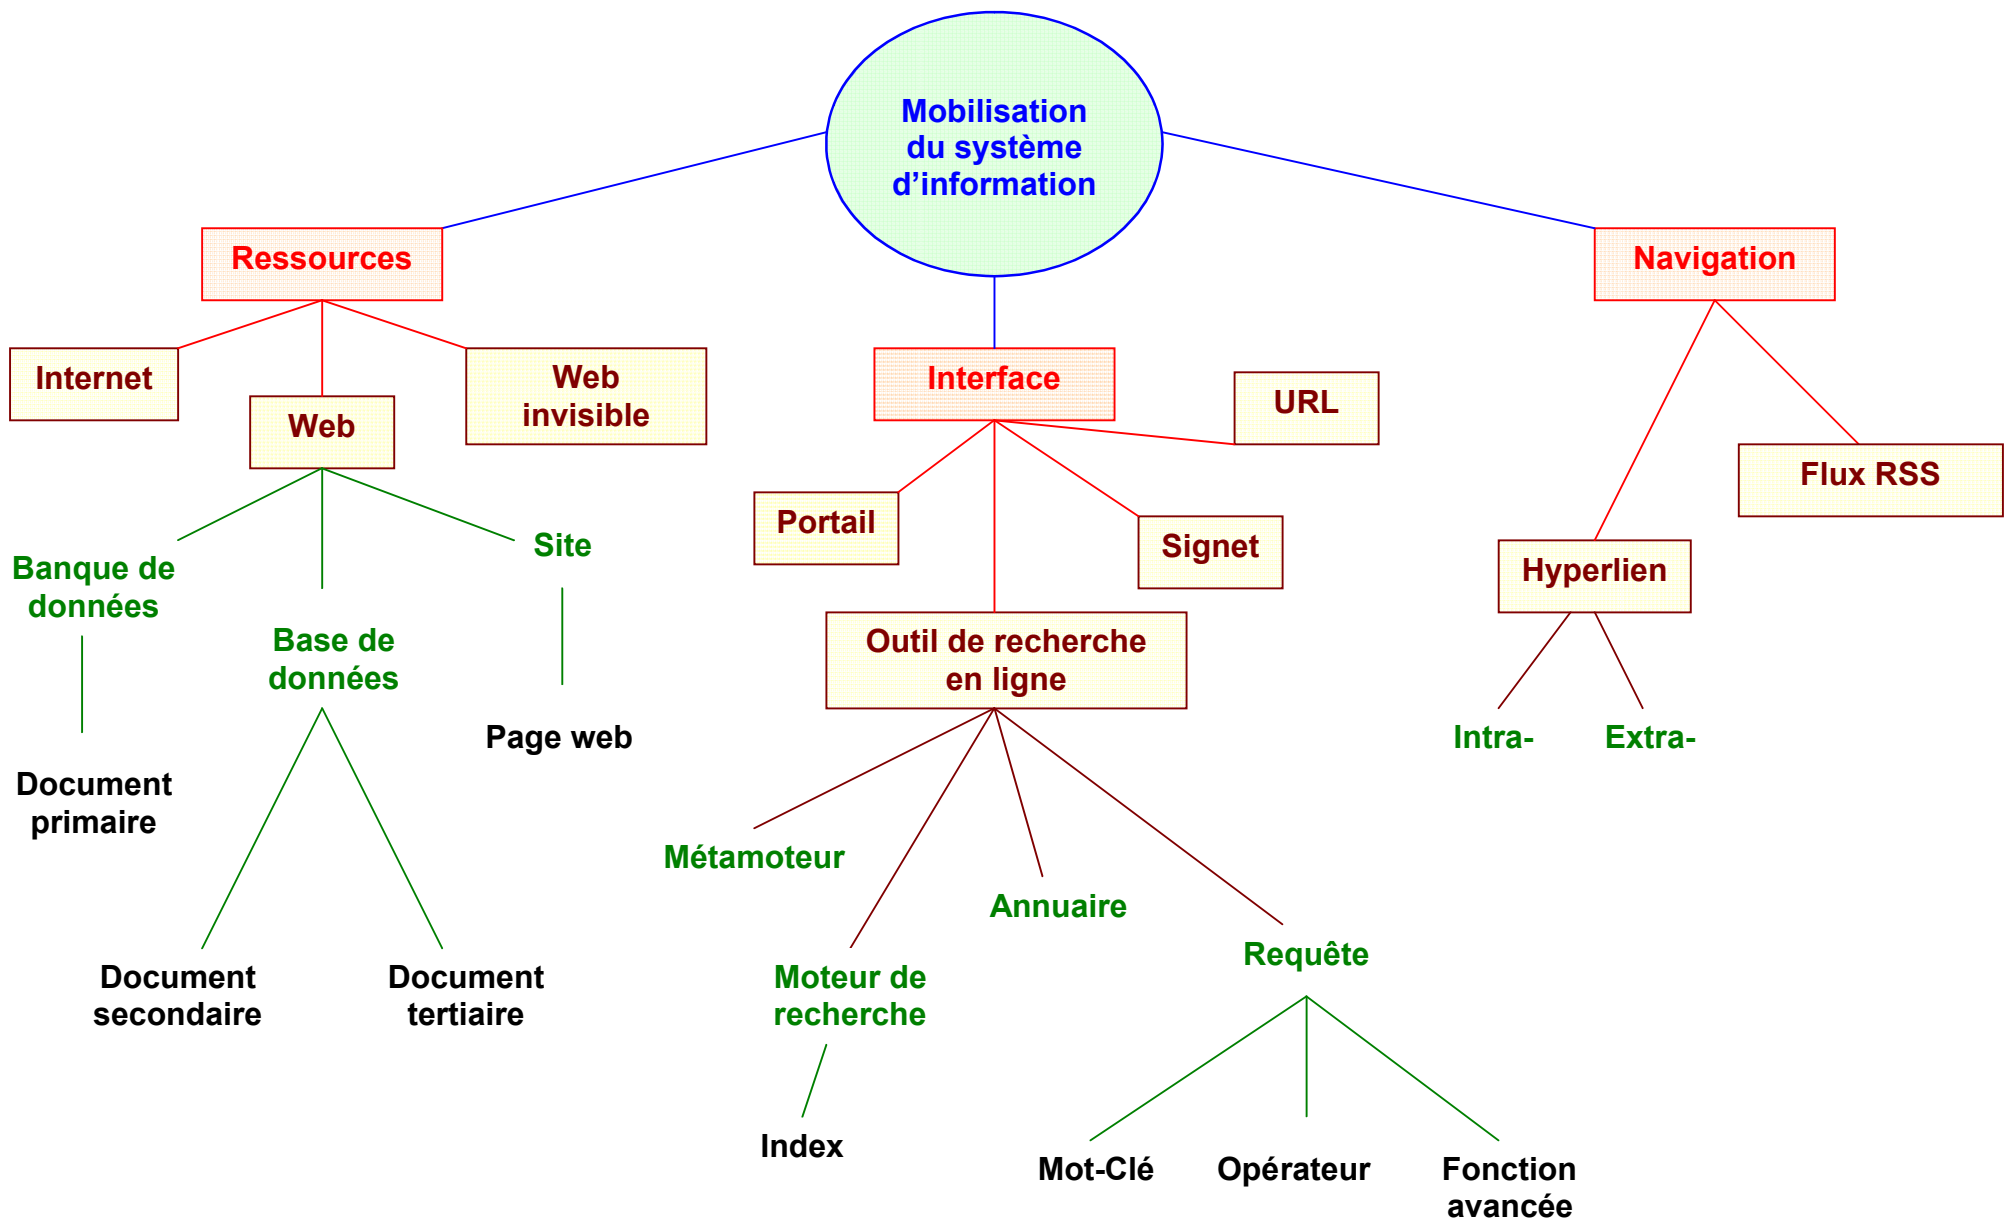 Mobilisation
du système
d’information
Ressources
Navigation
Internet
Web
Web
invisible
Interface
URL
Flux RSS
Portail
Signet
Hyperlien
Banque de
données
Base de
données
Site
Outil de recherche
en ligne
Page web
Intra-
Extra-
Document
primaire
Métamoteur
Annuaire
Requête
Document
secondaire
Document
tertiaire
Moteur de
recherche
Index
Mot-Clé
Opérateur
Fonction
avancée